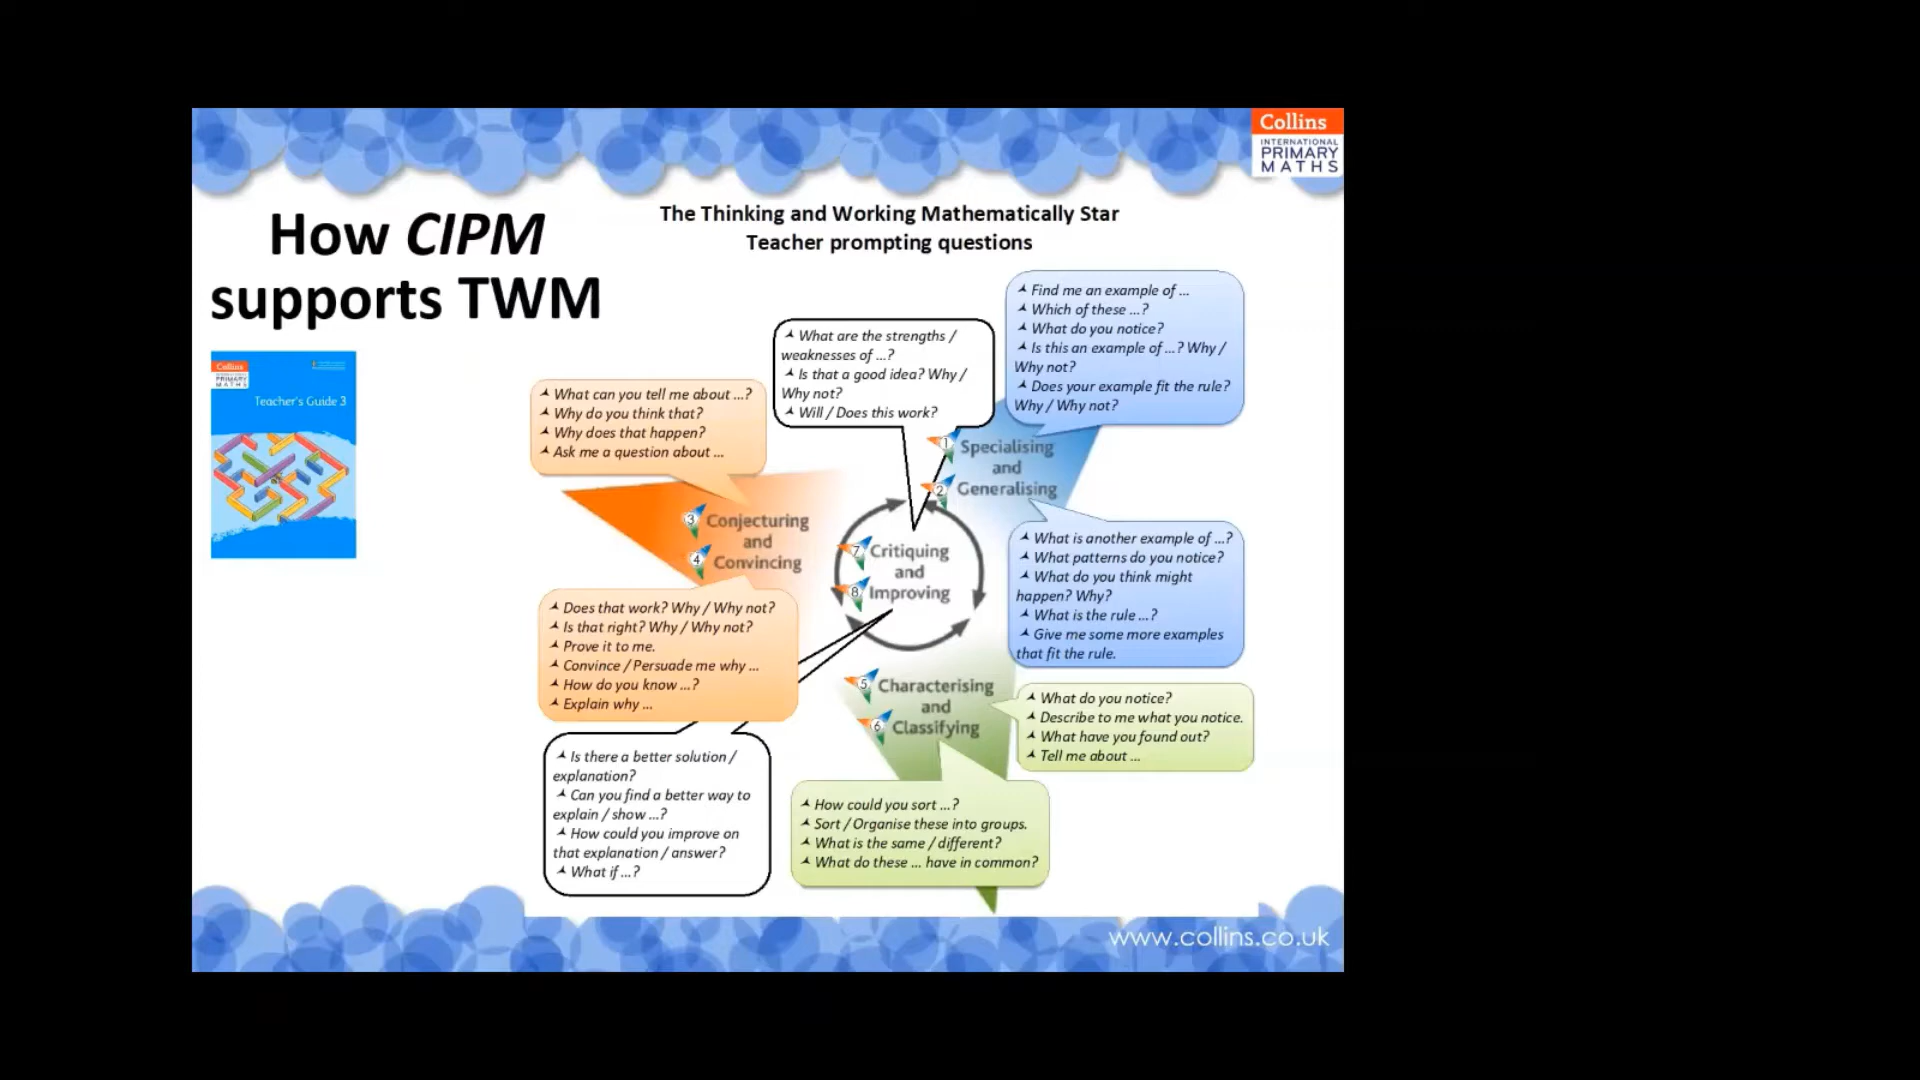 Collins
INTERNATIONAL
PRIMARY
MATHS
How CIPM
supports TWM
The Thinking and Working Mathematically Star
Teacher prompting questions
Collins
PRIMARY
MATHS
Teacher's Guide 3
What can you tell me about ...?
Why do you think that?
Why does that happen?
Ask me a question about ...
What are the strengths /
weaknesses of ...?
Is that a good idea? Why /
Why not?
Will / Does this work?
Find me an example of ...
Which of these ...?
What do you notice?
Is this an example of ...? Why /
Why not?
Does your example fit the rule?
Why / Why not?
1 Specialising
and
2 Generalising
3 Conjecturing
and
4 Convincing
7 Critiquing
and
8 Improving
What is another example of ...?
What patterns do you notice?
What do you think might
happen? Why?
What is the rule ...?
Give me some more examples
that fit the rule.
Does that work? Why / Why not?
Is that right? Why / Why not?
Prove it to me.
Convince / Persuade me why ...
How do you know ...?
Explain why ...
5 Characterising
and
6 Classifying
What do you notice?
Describe to me what you notice.
What have you found out?
Tell me about ...
Is there a better solution /
explanation?
Can you find a better way to
explain / show ...?
How could you improve on
that explanation / answer?
What if ...?
How could you sort ...?
Sort / Organise these into groups.
What is the same / different?
What do these ... have in common?
www.collins.co.uk